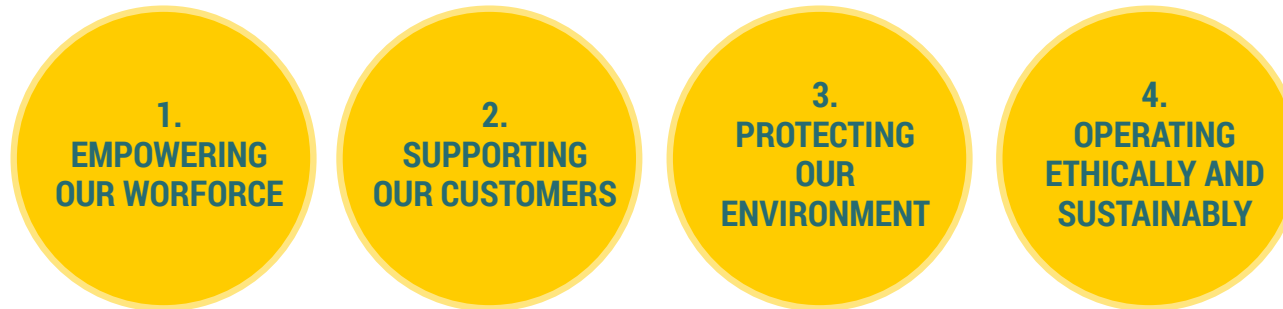 1.
EMPOWERING
OUR WORFORCE
2.
SUPPORTING
OUR CUSTOMERS
3.
PROTECTING
OUR
ENVIRONMENT
4.
OPERATING
ETHICALLY AND
SUSTAINABLY